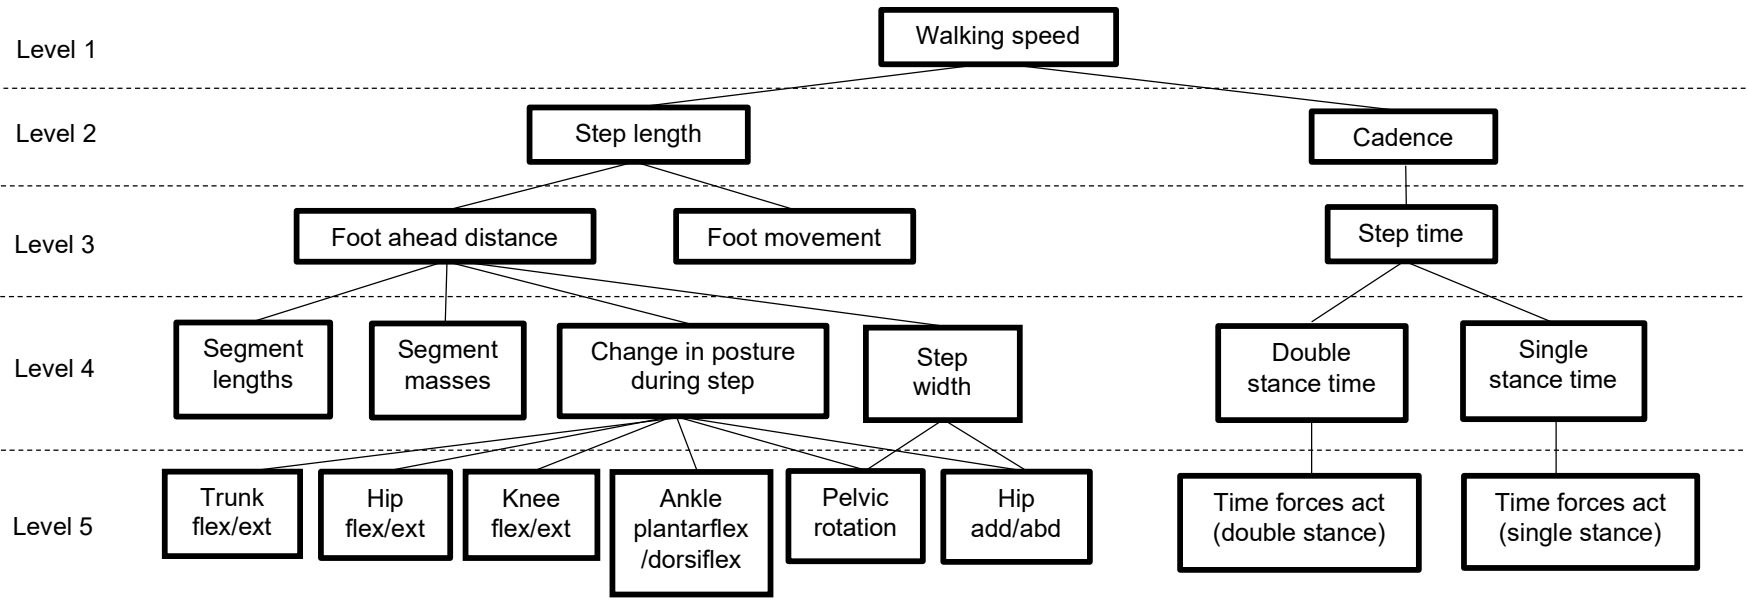 Level 1
Walking speed
Level 2
Step length
Cadence
Level 3
Foot ahead distance
Foot movement
Step time
Level 4
Segment
lengths
Segment
masses
Change in posture
during step
Step
width
Double
stance time
Single
stance time
Level 5
Trunk
flex/ext
Hip
flex/ext
Knee
flex/ext
Ankle
plantarflex
/dorsiflex
Pelvic
rotation
Hip
add/abd
Time forces act
(double stance)
Time forces act
(single stance)